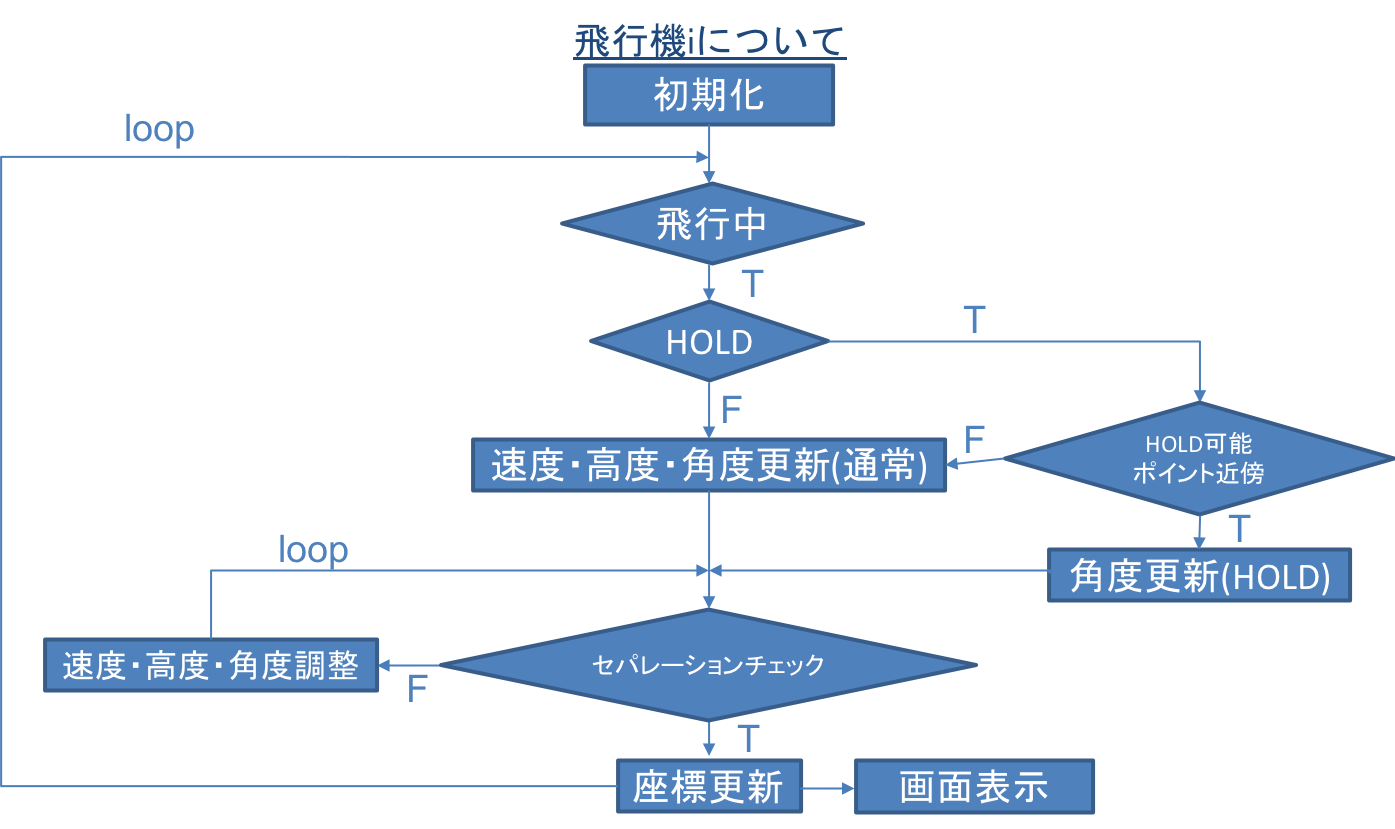 飛行機iについて
初期化
loop
飛行中
T
HOLD
T
F
速度・高度・角度更新(通常)
F
HOLD可能
ポイント近傍
T
loop
角度更新(HOLD)
速度・高度・角度調整
F
セパレーションチェック
T
座標更新
画面表示